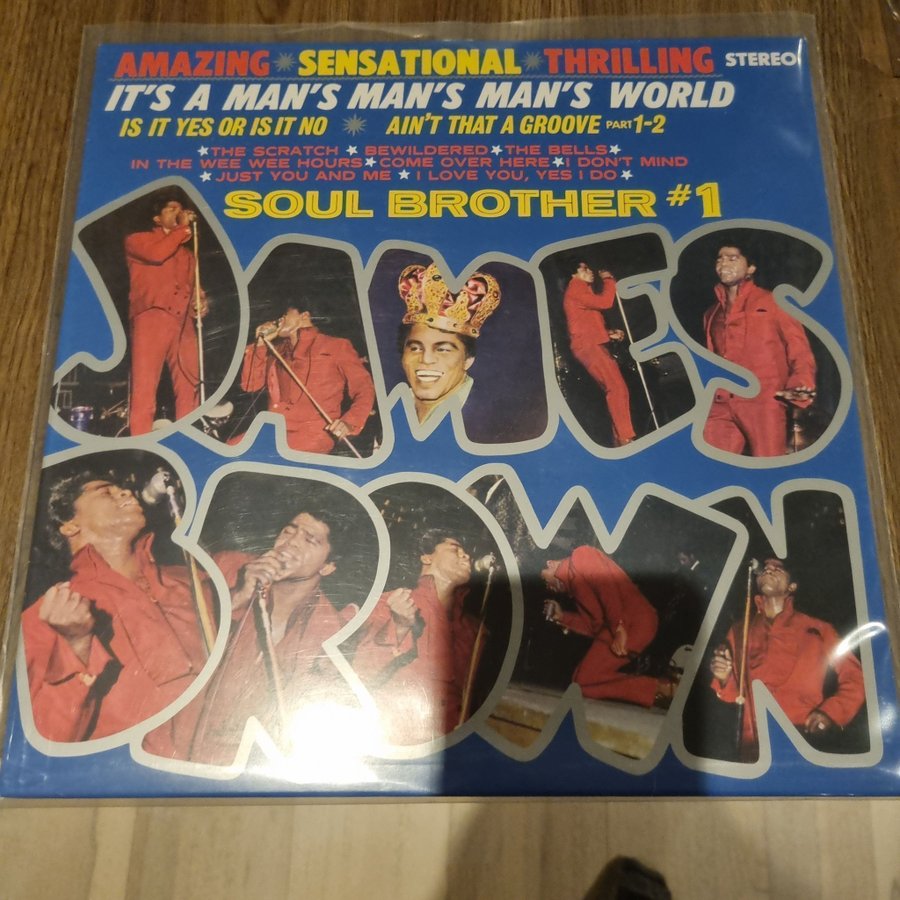 AMAZING SENSATIONAL THRILLING STEREO
IT'S A MAN'S MAN'S MAN'S WORLD
IS IT YES OR IS IT NO AIN'T THAT A GROOVE PART 1-2
★THE SCRATCH ★ BEWILDERED★THE BELLS★
IN THE WEE WEE HOURS★COME OVER HERE★I DON'T MIND
★JUST YOU AND ME ★ I LOVE YOU, YES I DO★
SOUL BROTHER #1
JAMES
BROWN